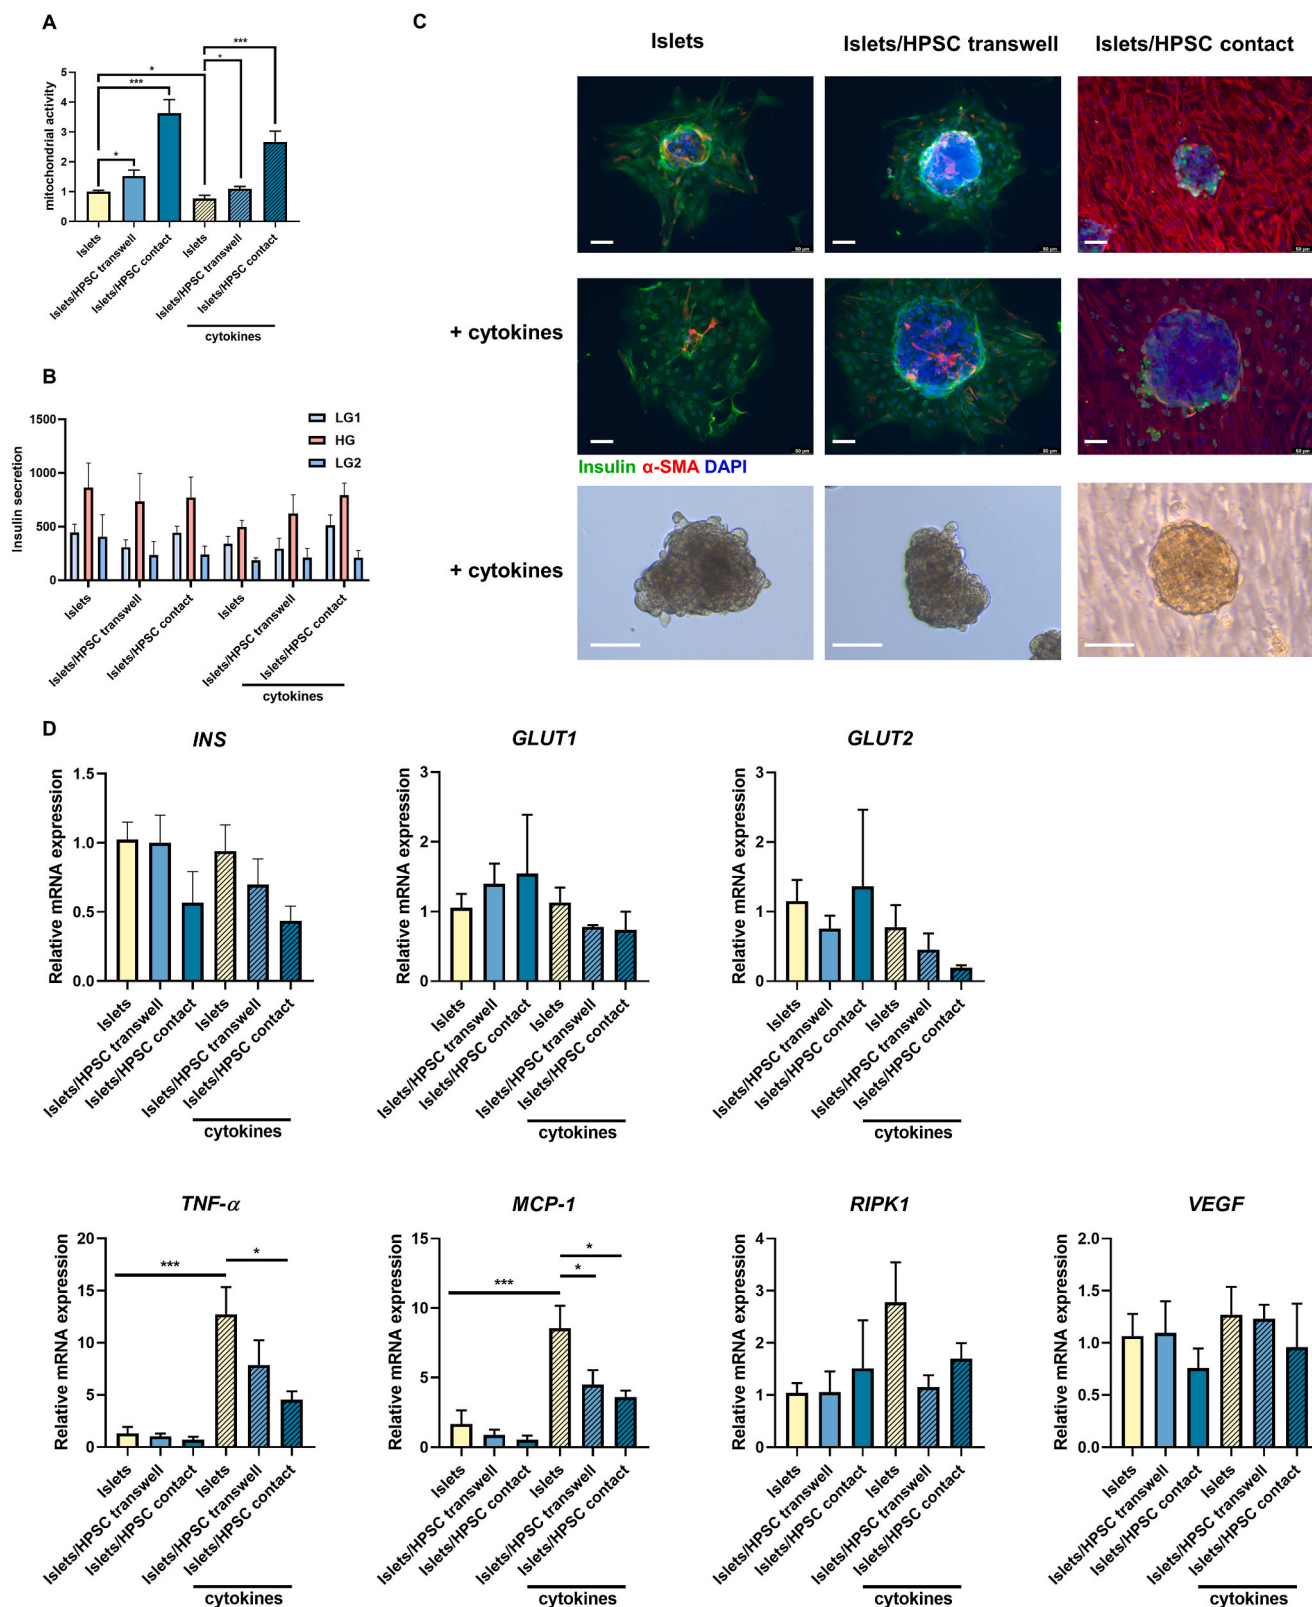 A
***
*
*
***
*
mitochondrial activity
5
4
3
2
1
0
Islets
Islets/HPSC transwell
Islets/HPSC contact
Islets
Islets/HPSC transwell
Islets/HPSC contact
cytokines
B
Insulin secretion
1500
1000
500
0
LG1
HG
LG2
Islets
Islets/HPSC transwell
Islets/HPSC contact
Islets
Islets/HPSC transwell
Islets/HPSC contact
cytokines
C
Islets
Islets/HPSC transwell
Islets/HPSC contact
50 µm
50 µm
50 µm
+ cytokines
50 µm
50 µm
50 µm
Insulin α-SMA DAPI
+ cytokines
D
INS
Relative mRNA expression
1.5
1.0
0.5
0.0
Islets
Islets/HPSC transwell
Islets/HPSC contact
Islets
Islets/HPSC transwell
Islets/HPSC contact
cytokines
GLUT1
Relative mRNA expression
3
2
1
0
Islets
Islets/HPSC transwell
Islets/HPSC contact
Islets
Islets/HPSC transwell
Islets/HPSC contact
cytokines
GLUT2
Relative mRNA expression
3
2
1
0
Islets
Islets/HPSC transwell
Islets/HPSC contact
Islets
Islets/HPSC transwell
Islets/HPSC contact
cytokines
TNF-α
Relative mRNA expression
20
15
10
5
0
***
*
Islets
Islets/HPSC transwell
Islets/HPSC contact
Islets
Islets/HPSC transwell
Islets/HPSC contact
cytokines
MCP-1
Relative mRNA expression
15
10
5
0
***
*
*
Islets
Islets/HPSC transwell
Islets/HPSC contact
Islets
Islets/HPSC transwell
Islets/HPSC contact
cytokines
RIPK1
Relative mRNA expression
4
3
2
1
0
Islets
Islets/HPSC transwell
Islets/HPSC contact
Islets
Islets/HPSC transwell
Islets/HPSC contact
cytokines
VEGF
Relative mRNA expression
2.0
1.5
1.0
0.5
0.0
Islets
Islets/HPSC transwell
Islets/HPSC contact
Islets
Islets/HPSC transwell
Islets/HPSC contact
cytokines